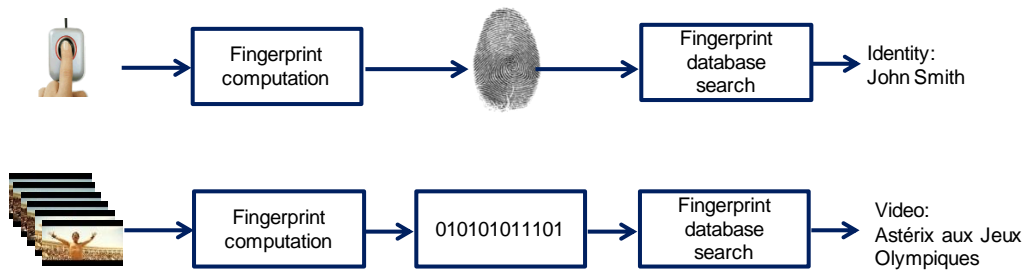 Fingerprint
computation
Fingerprint
database
search
Identity:
John Smith
Fingerprint
computation
010101011101
Fingerprint
database
search
Video:
Astérix aux Jeux
Olympiques